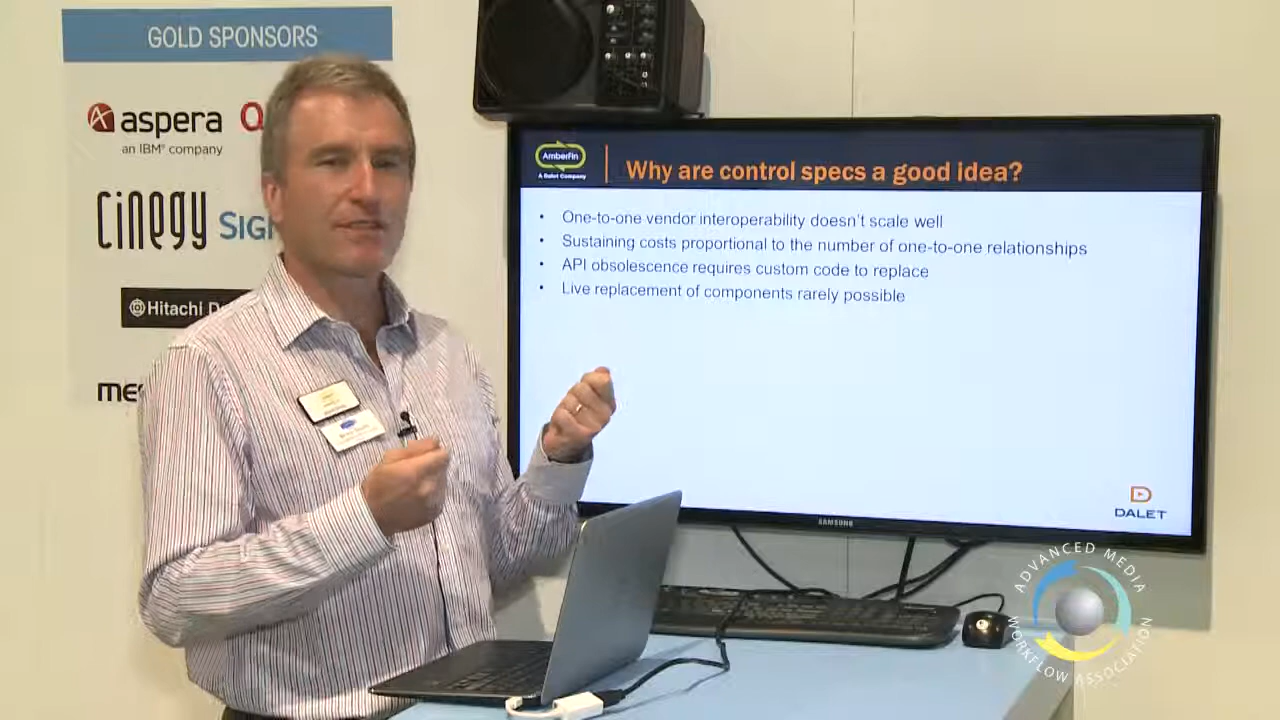 GOLD SPONSORS
aspera
an IBM® company
Cinegy
Hitachi
AmberFin
A Dalet Company
Why are control specs a good idea?
• One-to-one vendor interoperability doesn't scale well
• Sustaining costs proportional to the number of one-to-one relationships
• API obsolescence requires custom code to replace
• Live replacement of components rarely possible
DALET
SAMSUNG
ADVANCED MEDIA
WORKFLOW ASSOCIATION